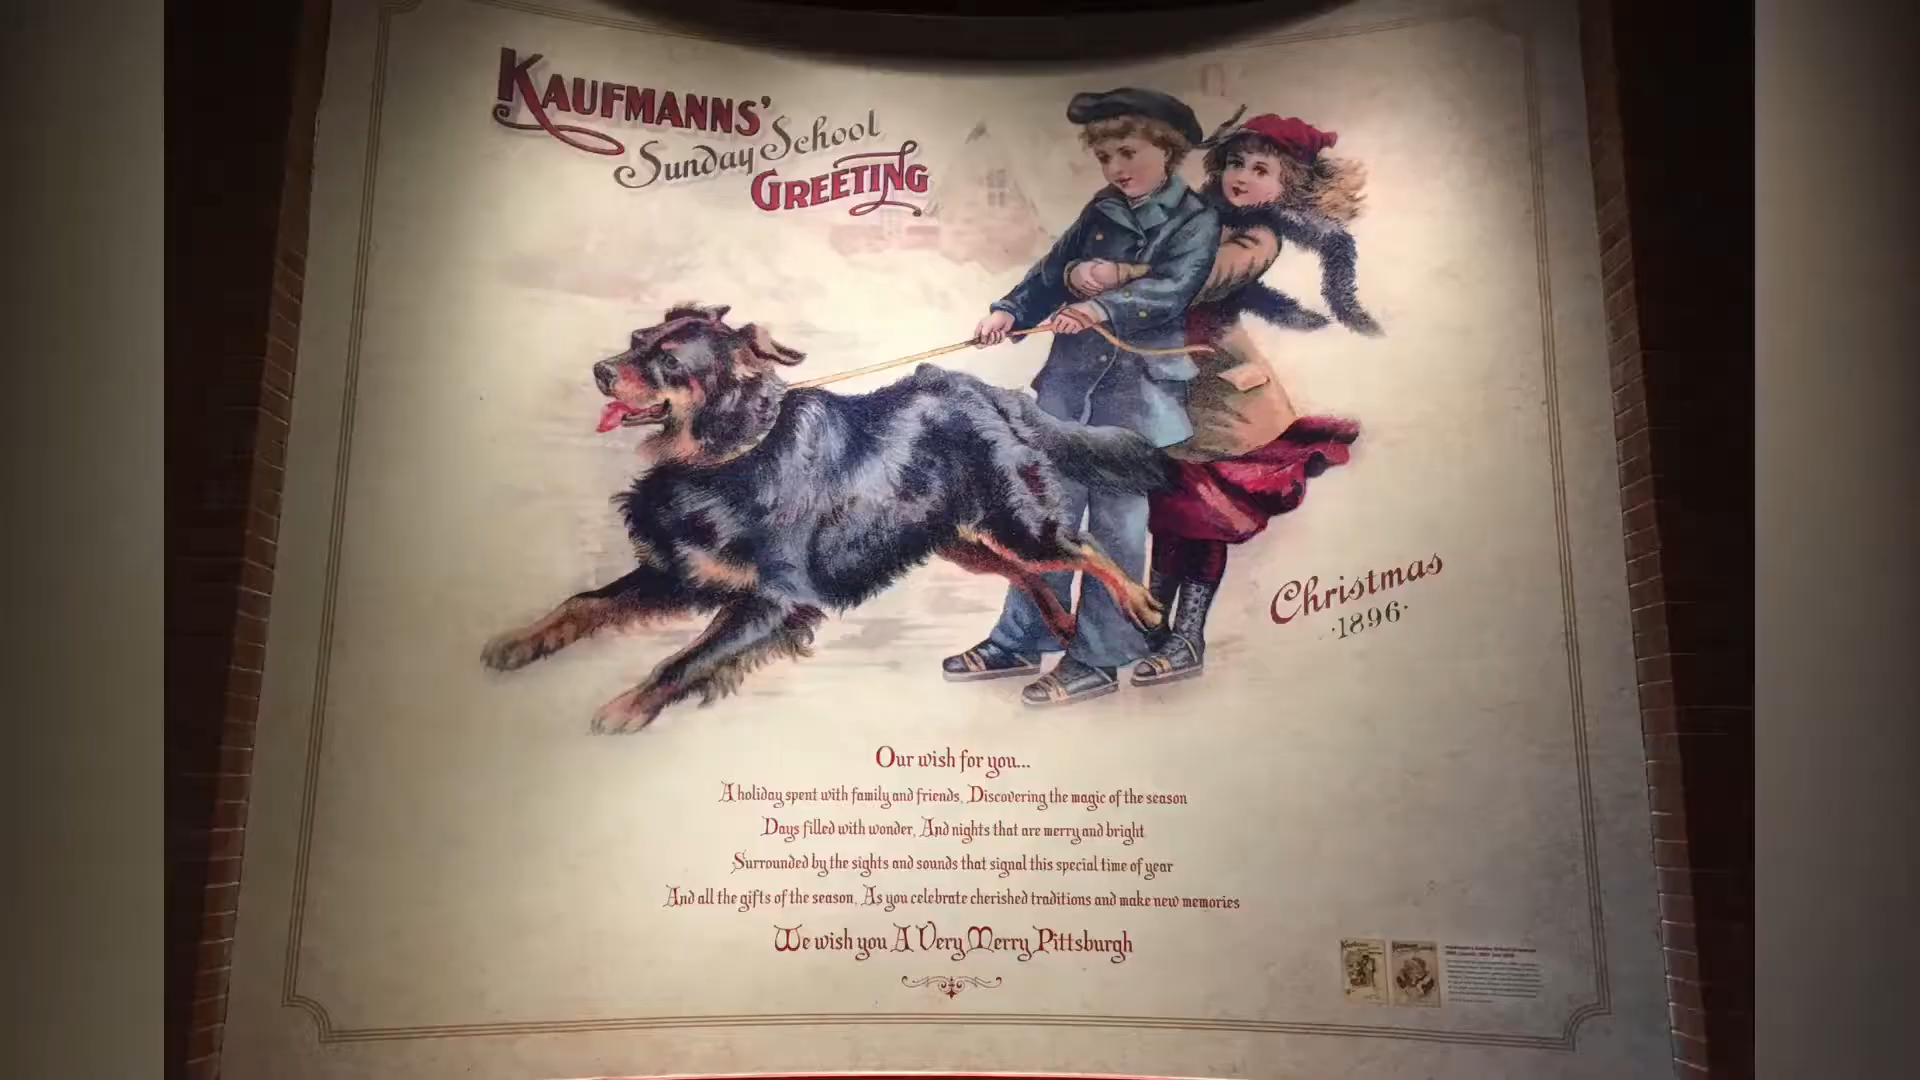 KAUFMANNS'
Sunday School
GREETING
Christmas
·1896·
Our wish for you...
A holiday spent with family and friends, Discovering the magic of the season
Days filled with wonder, And nights that are merry and bright
Surrounded by the sights and sounds that signal this special time of year
And all the gifts of the season, As you celebrate cherished traditions and make new memories
We wish you A Very Merry Pittsburgh